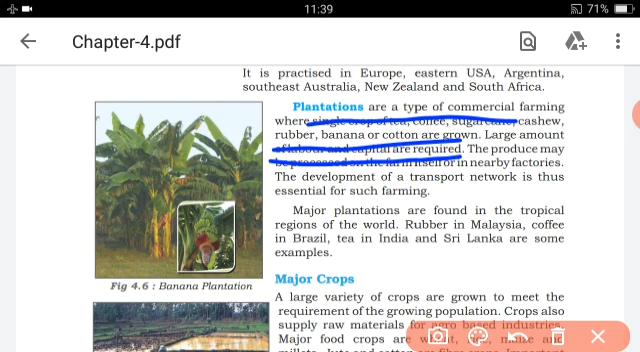 11:39
71%
Chapter-4.pdf
It is practised in Europe, eastern USA, Argentina,
southeast Australia, New Zealand and South Africa.
Plantations are a type of commercial farming
where single crop of tea, coffee, sugarcane, cashew,
rubber, banana or cotton are grown. Large amount
of labour and capital are required. The produce may
be processed on the farm itself or in nearby factories.
The development of a transport network is thus
essential for such farming.
Major plantations are found in the tropical
regions of the world. Rubber in Malaysia, coffee
in Brazil, tea in India and Sri Lanka are some
examples.
Fig 4.6 : Banana Plantation
Major Crops
A large variety of crops are grown to meet the
requirement of the growing population. Crops also
supply raw materials for agro based industries.
Major food crops are wheat, rice, maize and